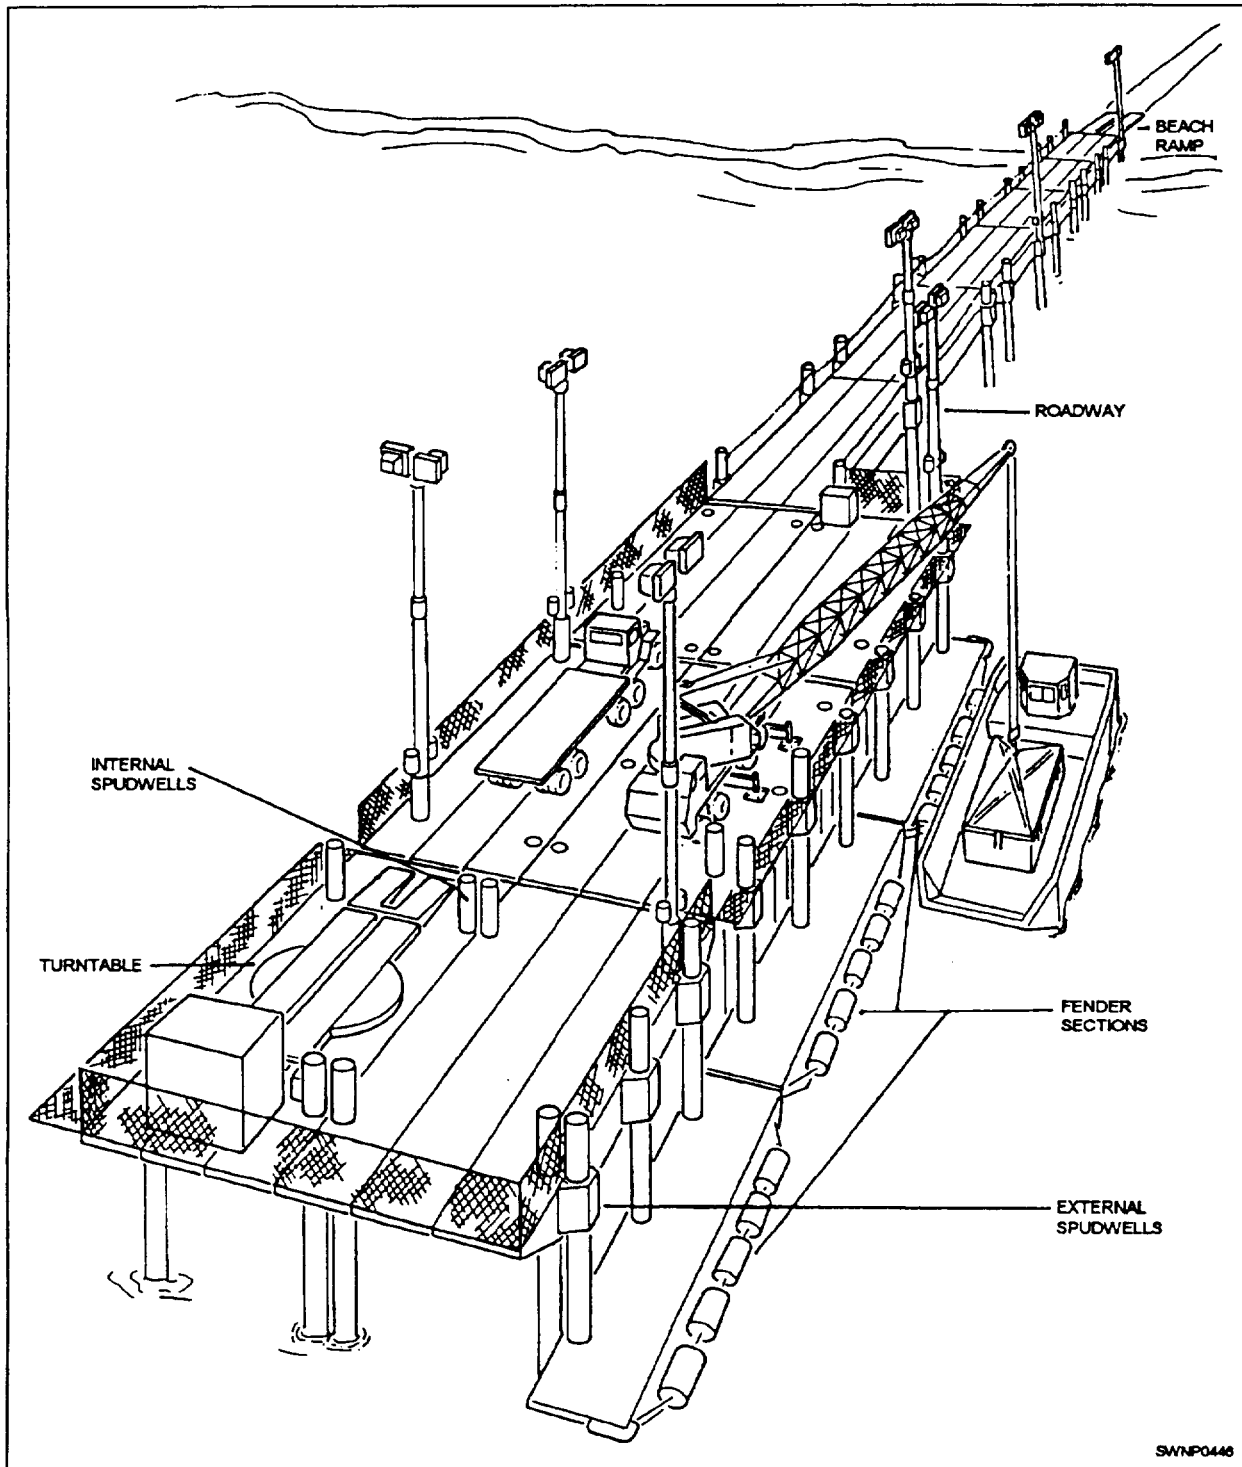 BEACH
RAMP
ROADWAY
INTERNAL
SPUDWELLS
TURNTABLE
FENDER
SECTIONS
EXTERNAL
SPUDWELLS
SWNP0446